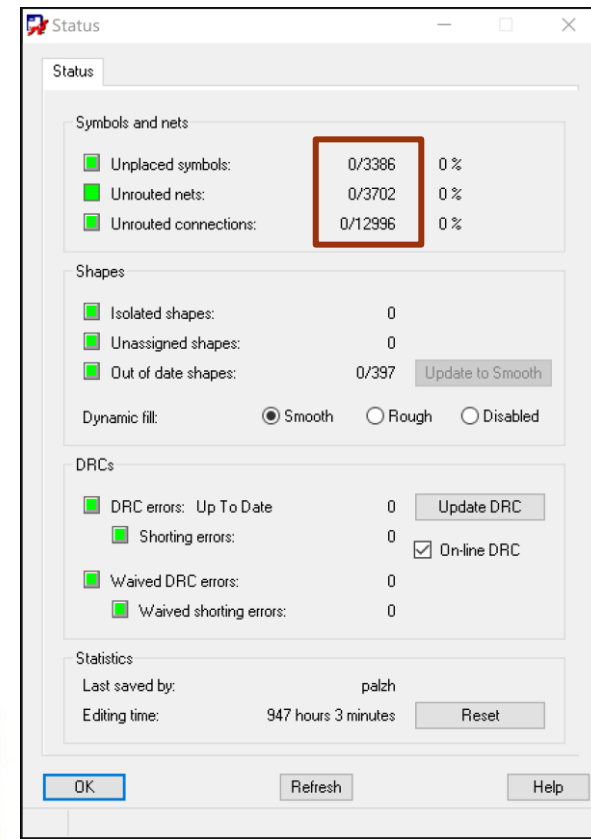 Status
Status
Symbols and nets
Unplaced symbols: 0/3386 0 %
Unrouted nets: 0/3702 0 %
Unrouted connections: 0/12996 0 %
Shapes
Isolated shapes: 0
Unassigned shapes: 0
Out of date shapes: 0/397 Update to Smooth
Dynamic fill: Smooth Rough Disabled
DRCs
DRC errors: Up To Date 0 Update DRC
Shorting errors: 0
On-line DRC
Waived DRC errors: 0
Waived shorting errors: 0
Statistics
Last saved by: palzh
Editing time: 947 hours 3 minutes Reset
OK Refresh Help